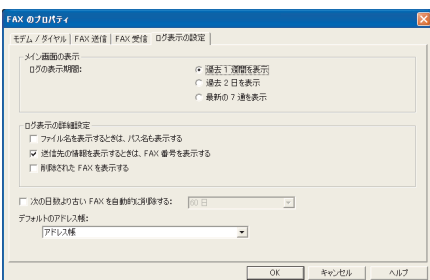 FAX のプロパティ
モデム / ダイヤル FAX 送信 FAX 受信 ログ表示の設定
メイン画面の表示
ログの表示期間:
過去 1 週間を表示
過去 2 日を表示
最新の 7 通を表示
ログ表示の詳細設定
ファイル名を表示するときは、パス名も表示する
送信先の情報を表示するときは、FAX 番号を表示する
削除された FAX を表示する
次の日数より古い FAX を自動的に削除する: 60 日
デフォルトのアドレス帳:
アドレス帳
OK キャンセル ヘルプ